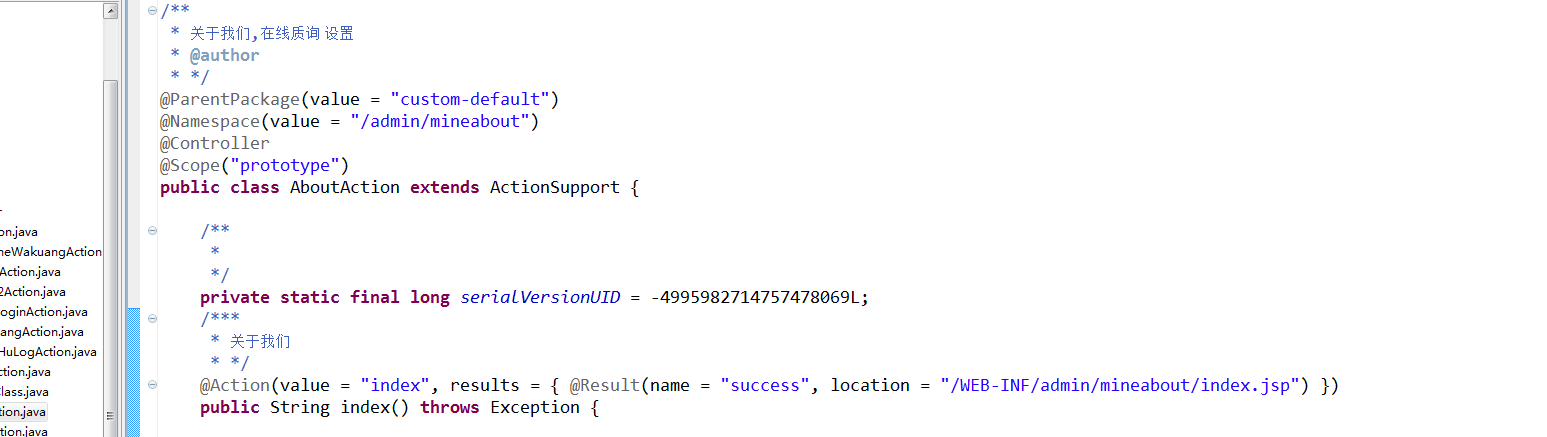 on.java
neWakuangAction
Action.java
2Action.java
oginAction.java
angAction.java
HuLogAction.java
ction.java
Class.java
tion.java
ction.java
/**
 * 关于我们,在线质询 设置
 * @author
 * */
@ParentPackage(value = "custom-default")
@Namespace(value = "/admin/mineabout")
@Controller
@Scope("prototype")
public class AboutAction extends ActionSupport {
    /**
     *
     */
    private static final long serialVersionUID = -4995982714757478069L;
    /***
     * 关于我们
     * */
    @Action(value = "index", results = { @Result(name = "success", location = "/WEB-INF/admin/mineabout/index.jsp") })
    public String index() throws Exception {